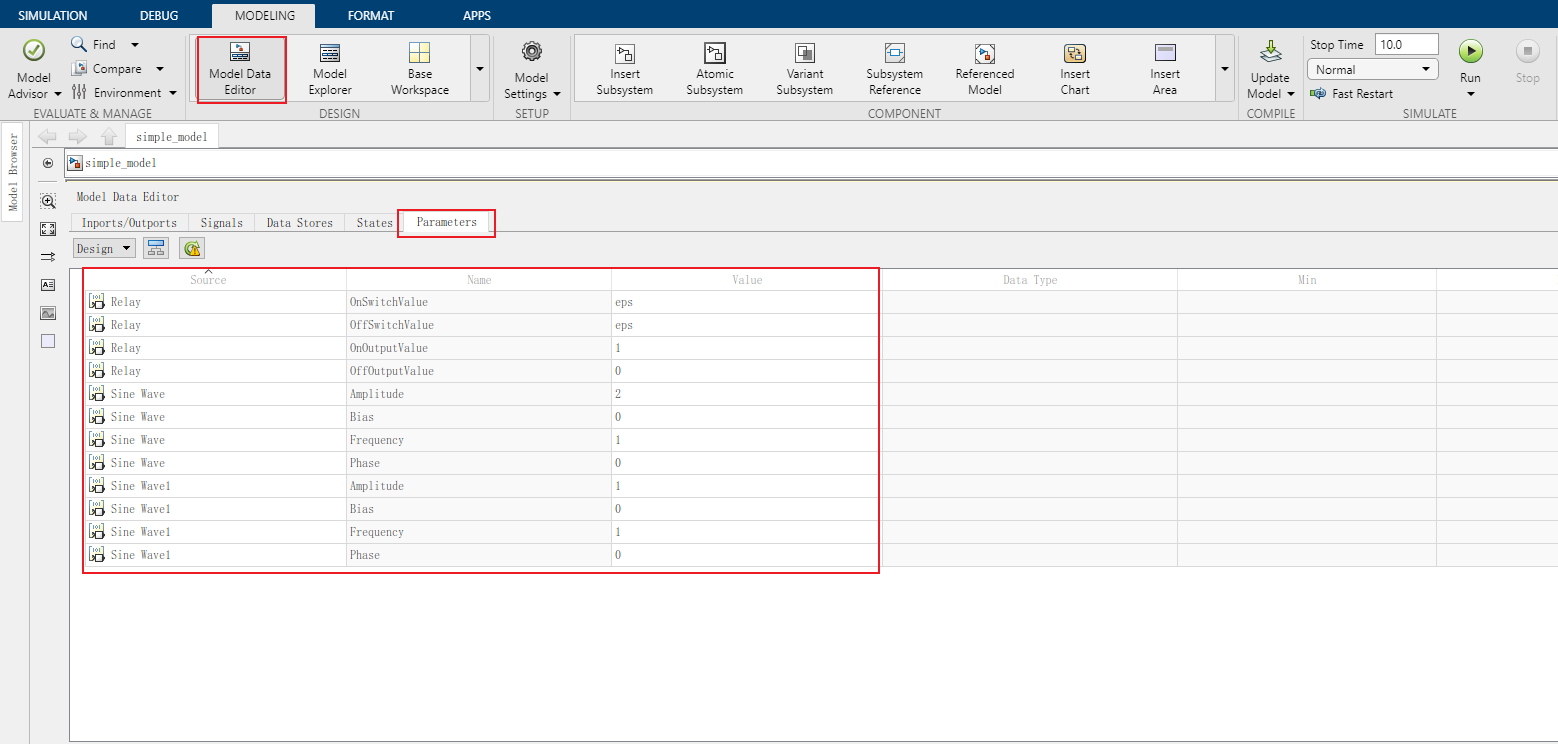 SIMULATION DEBUG MODELING FORMAT APPS
Model Advisor
Find
Compare
Environment
EVALUATE & MANAGE
Model Data Editor
Model Explorer
Base Workspace
DESIGN
Model Settings
SETUP
Insert Subsystem
Atomic Subsystem
Variant Subsystem
Subsystem Reference
Referenced Model
Insert Chart
Insert Area
COMPONENT
Update Model
COMPILE
Stop Time 10.0
Normal
Fast Restart
Run
Stop
SIMULATE
Model Browser
simple_model
simple_model
Model Data Editor
Inports/Outports Signals Data Stores States Parameters
Design
Source Name Value Data Type Min
Relay OnSwitchValue eps
Relay OffSwitchValue eps
Relay OnOutputValue 1
Relay OffOutputValue 0
Sine Wave Amplitude 2
Sine Wave Bias 0
Sine Wave Frequency 1
Sine Wave Phase 0
Sine Wave1 Amplitude 1
Sine Wave1 Bias 0
Sine Wave1 Frequency 1
Sine Wave1 Phase 0